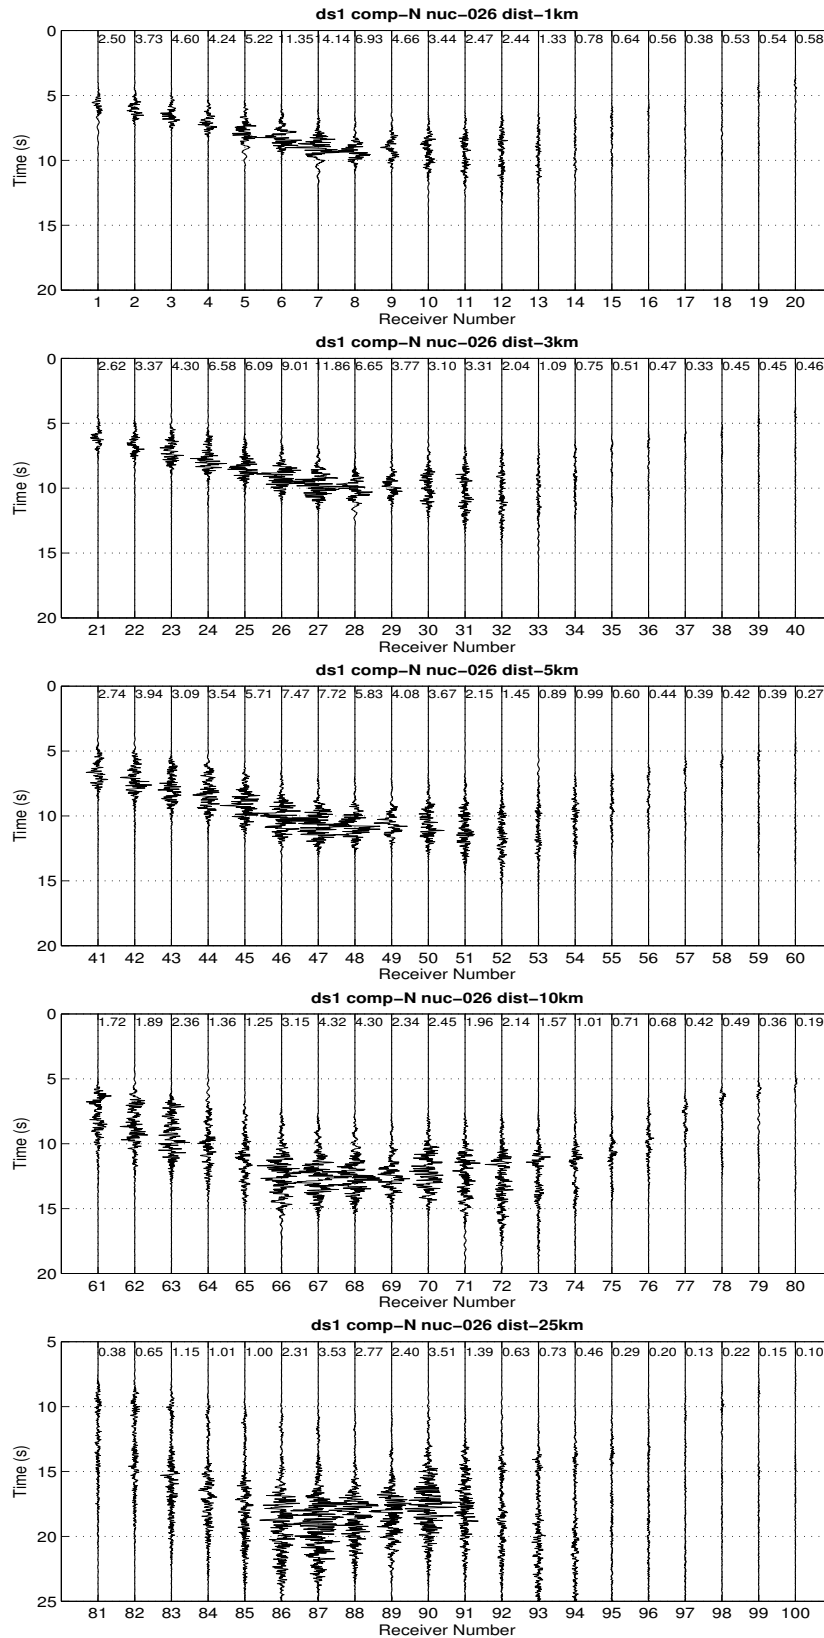 ds1 comp−N nuc−026 dist−1km
0 2.50 3.73 4.60 4.24 5.22 11.35 14.14 6.93 4.66 3.44 2.47 2.44 1.33 0.78 0.64 0.56 0.38 0.53 0.54 0.58
5
10
15
20
Time (s)
1 2 3 4 5 6 7 8 9 10 11 12 13 14 15 16 17 18 19 20
Receiver Number
ds1 comp−N nuc−026 dist−3km
0 2.62 3.37 4.30 6.58 6.09 9.01 11.86 6.65 3.77 3.10 3.31 2.04 1.09 0.75 0.51 0.47 0.33 0.45 0.45 0.46
5
10
15
20
Time (s)
21 22 23 24 25 26 27 28 29 30 31 32 33 34 35 36 37 38 39 40
Receiver Number
ds1 comp−N nuc−026 dist−5km
0 2.74 3.94 3.09 3.54 5.71 7.47 7.72 5.83 4.08 3.67 2.15 1.45 0.89 0.99 0.60 0.44 0.39 0.42 0.39 0.27
5
10
15
20
Time (s)
41 42 43 44 45 46 47 48 49 50 51 52 53 54 55 56 57 58 59 60
Receiver Number
ds1 comp−N nuc−026 dist−10km
0 1.72 1.89 2.36 1.36 1.25 3.15 4.32 4.30 2.34 2.45 1.96 2.14 1.57 1.01 0.71 0.68 0.42 0.49 0.36 0.19
5
10
15
20
Time (s)
61 62 63 64 65 66 67 68 69 70 71 72 73 74 75 76 77 78 79 80
Receiver Number
ds1 comp−N nuc−026 dist−25km
5 0.38 0.65 1.15 1.01 1.00 2.31 3.53 2.77 2.40 3.51 1.39 0.63 0.73 0.46 0.29 0.20 0.13 0.22 0.15 0.10
10
15
20
25
Time (s)
81 82 83 84 85 86 87 88 89 90 91 92 93 94 95 96 97 98 99 100
Receiver Number